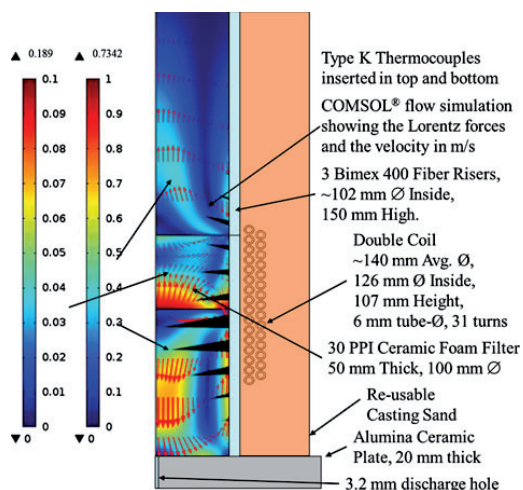 ▲ 0.189
▲ 0.7342
0.1
0.09
0.08
0.07
0.06
0.05
0.04
0.03
0.02
0.01
0
▼ 0
1
0.9
0.8
0.7
0.6
0.5
0.4
0.3
0.2
0.1
0
▼ 0
Type K Thermocouples
inserted in top and bottom
COMSOL® flow simulation
showing the Lorentz forces
and the velocity in m/s
3 Bimex 400 Fiber Risers,
~102 mm Ø Inside,
150 mm High.
Double Coil
~140 mm Avg. Ø,
126 mm Ø Inside,
107 mm Height,
6 mm tube-Ø, 31 turns
30 PPI Ceramic Foam Filter
50 mm Thick, 100 mm Ø
Re-usable
Casting Sand
Alumina Ceramic
Plate, 20 mm thick
3.2 mm discharge hole